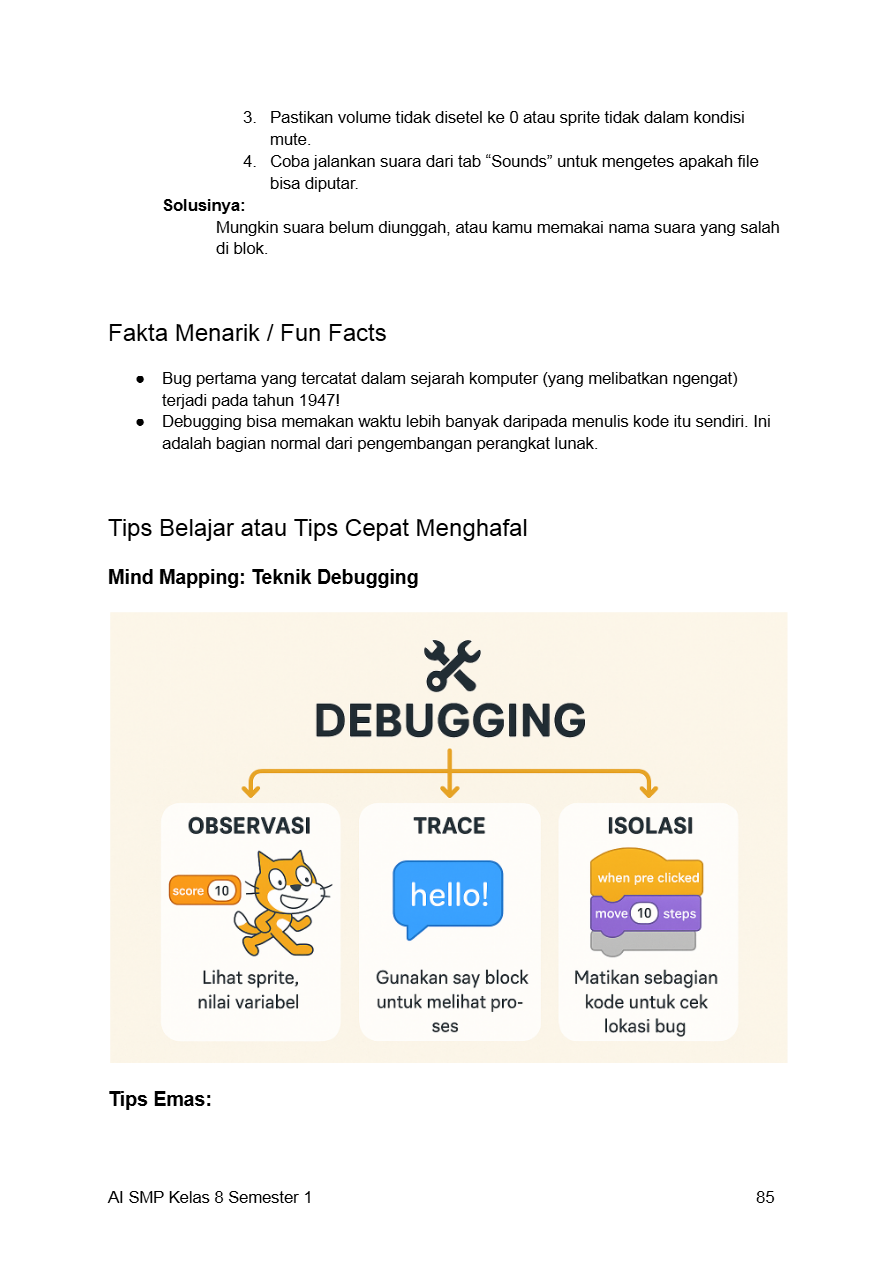 3. Pastikan volume tidak disetel ke 0 atau sprite tidak dalam kondisi
mute.
4. Coba jalankan suara dari tab “Sounds” untuk mengetes apakah file
bisa diputar.
Solusinya:
Mungkin suara belum diunggah, atau kamu memakai nama suara yang salah
di blok.
Fakta Menarik / Fun Facts
● Bug pertama yang tercatat dalam sejarah komputer (yang melibatkan ngengat)
terjadi pada tahun 1947!
● Debugging bisa memakan waktu lebih banyak daripada menulis kode itu sendiri. Ini
adalah bagian normal dari pengembangan perangkat lunak.
Tips Belajar atau Tips Cepat Menghafal
Mind Mapping: Teknik Debugging
DEBUGGING
OBSERVASI
score 10
Lihat sprite,
nilai variabel
TRACE
hello!
Gunakan say block
untuk melihat pro-
ses
ISOLASI
when pre clicked
move 10 steps
Matikan sebagian
kode untuk cek
lokasi bug
Tips Emas:
AI SMP Kelas 8 Semester 1 85